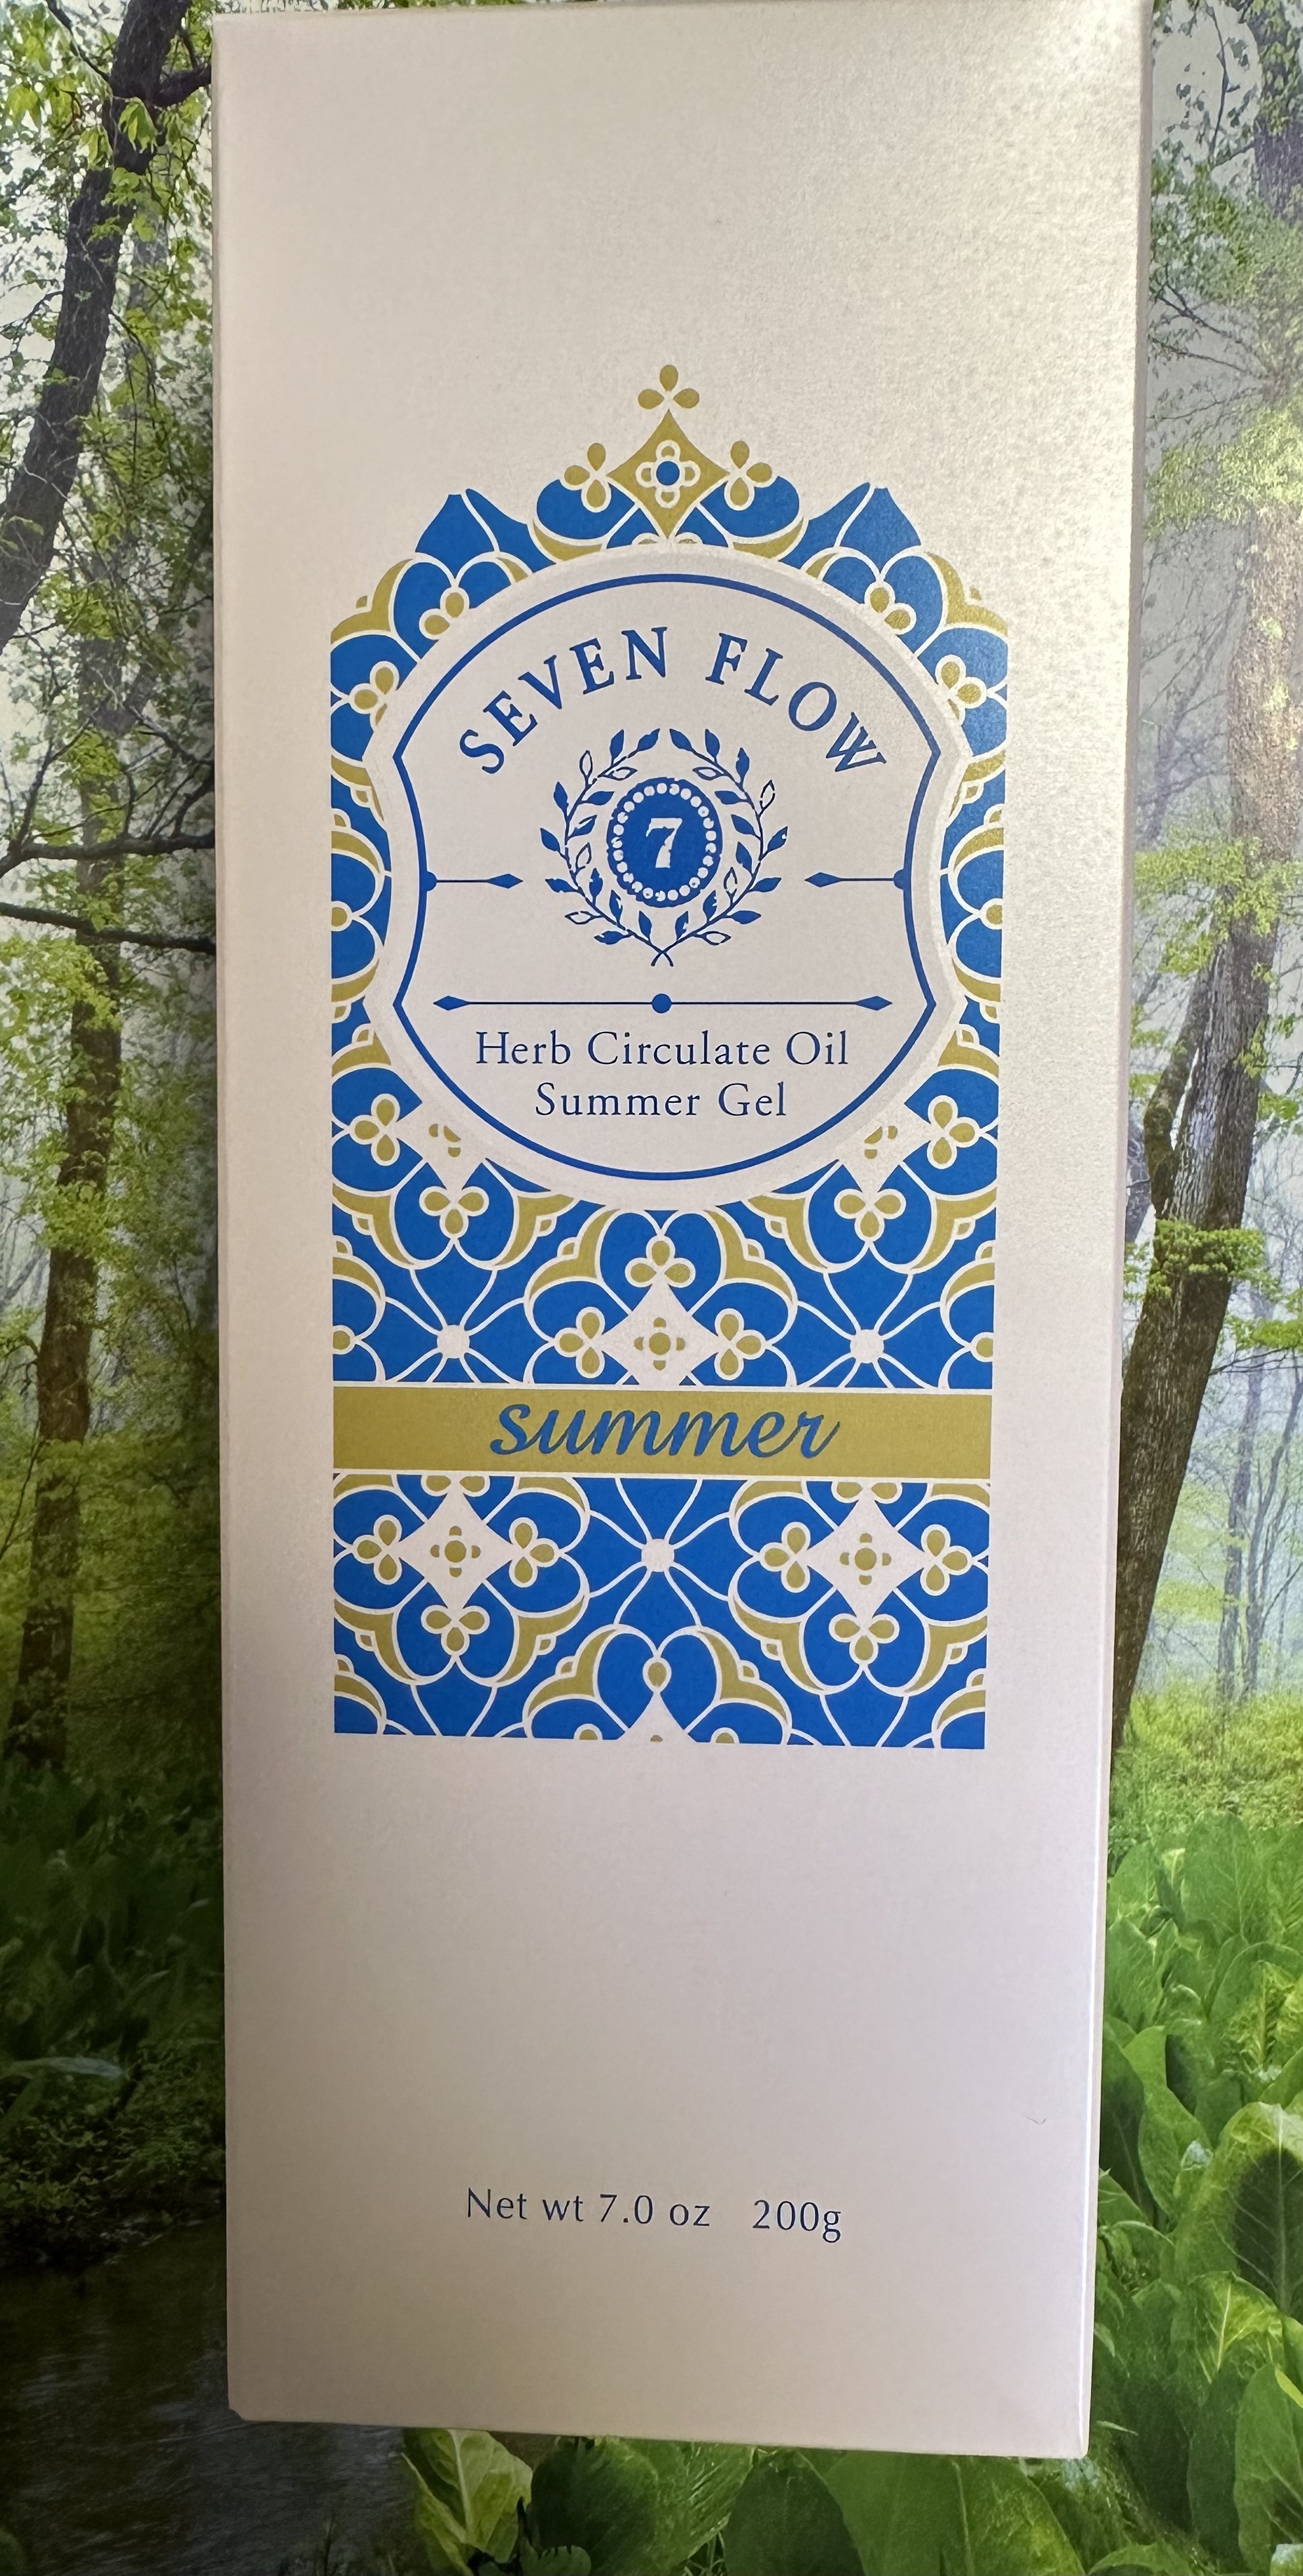 SEVEN FLOW
7
Herb Circulate Oil
Summer Gel
summer
Net wt 7.0 oz 200g